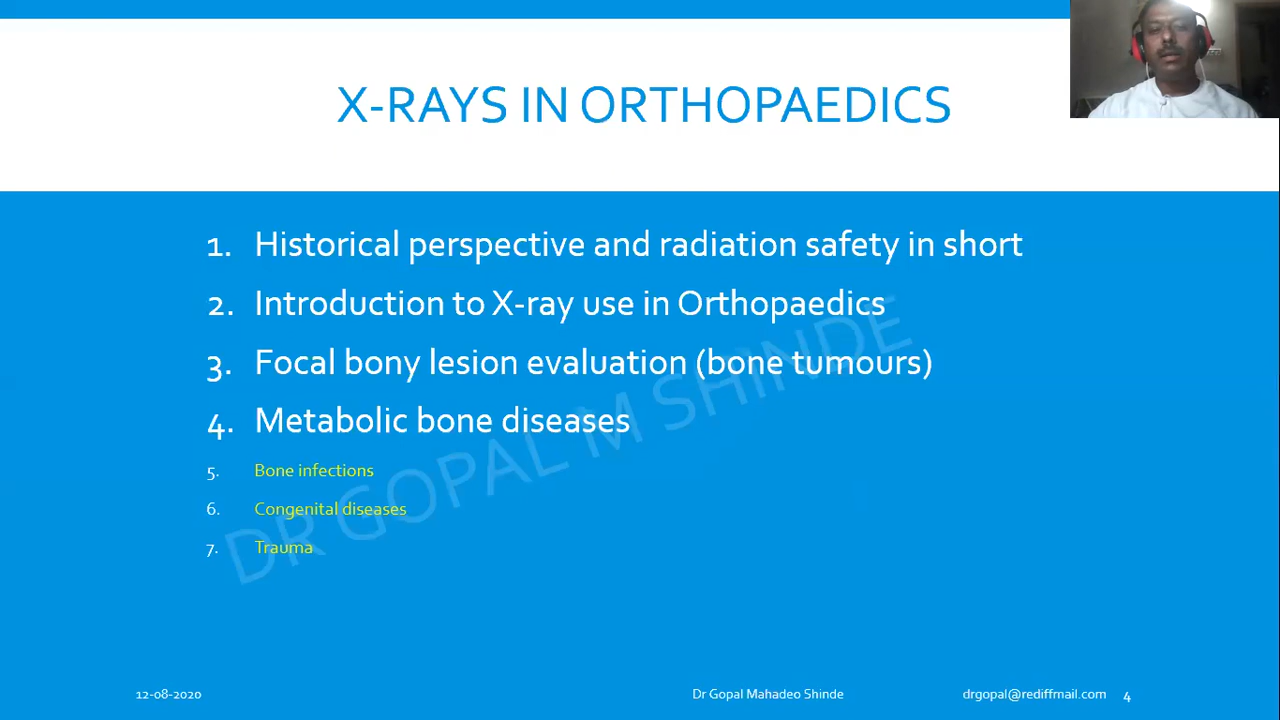 X-RAYS IN ORTHOPAEDICS
1. Historical perspective and radiation safety in short
2. Introduction to X-ray use in Orthopaedics
3. Focal bony lesion evaluation (bone tumours)
4. Metabolic bone diseases
5. Bone infections
6. Congenital diseases
7. Trauma
DR GOPAL M SHINDE
12-08-2020 Dr Gopal Mahadeo Shinde drgopal@rediffmail.com 4